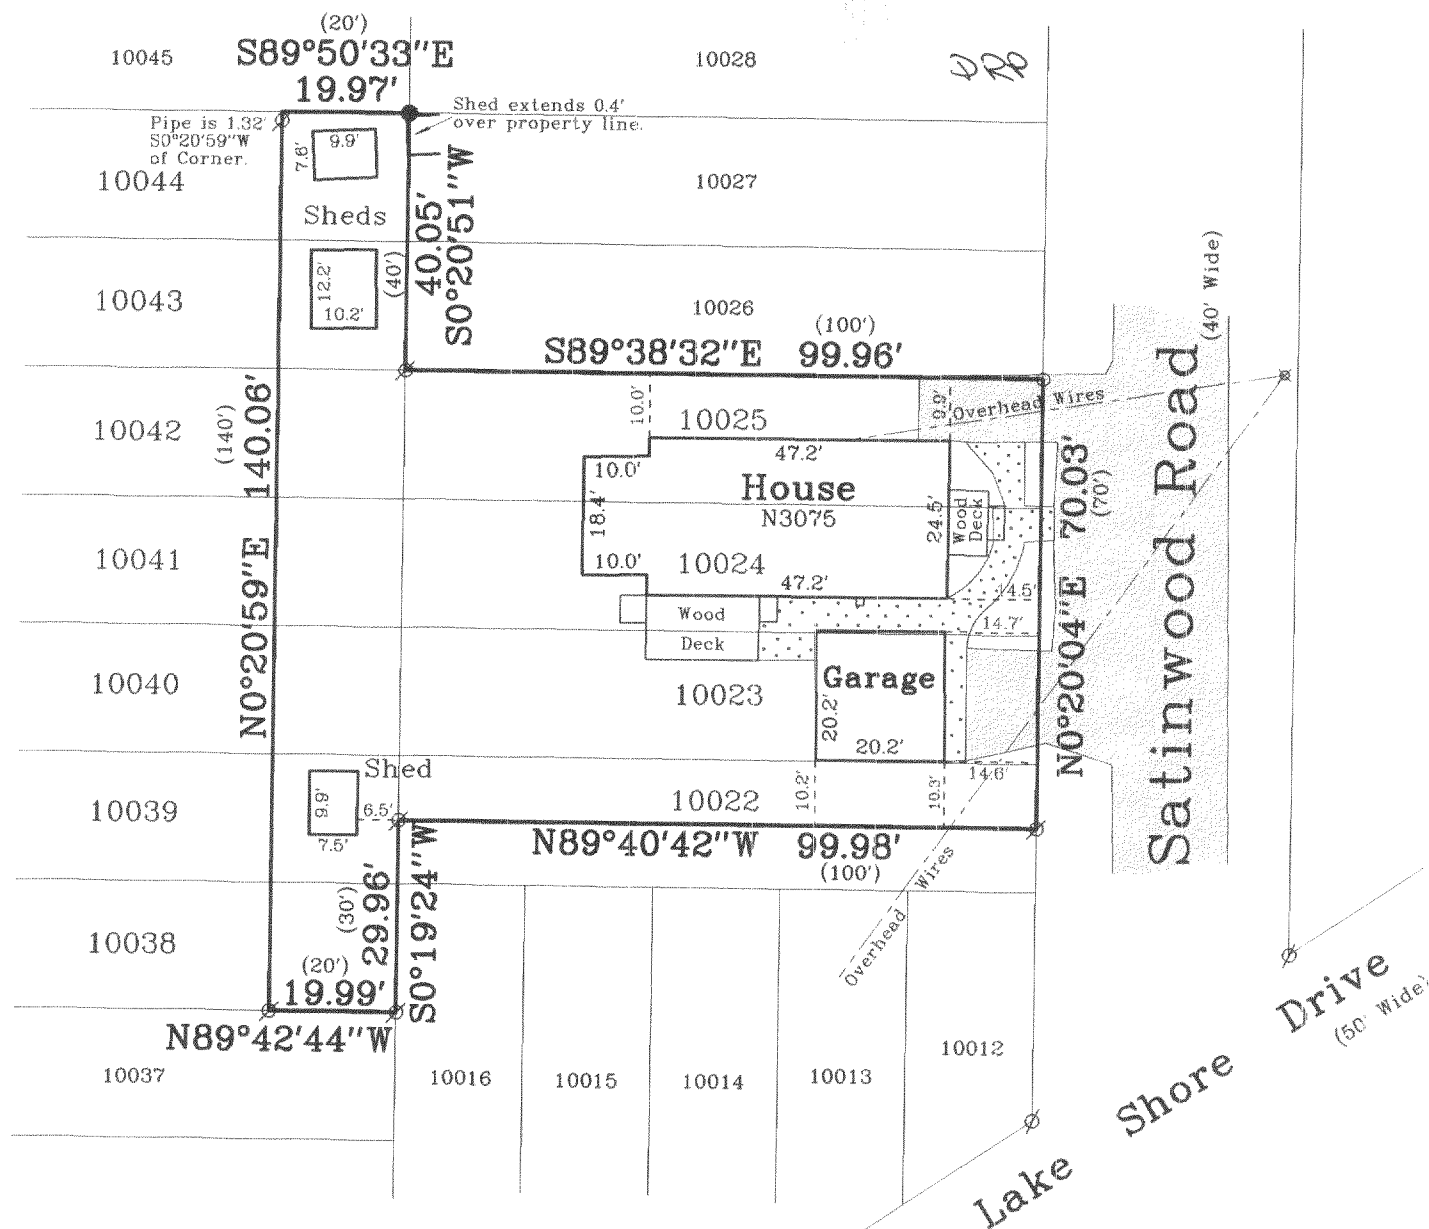 (20')
10045
S89°50'33"E
10028
19.97'
Shed extends 0.4'
over property line.
Pipe is 1.32'
S0°20'59"W
of Corner.
9.9'
7.6'
10044
10027
Sheds
40.05'
S0°20'51"W
(40')
12.2'
10.2'
10043
10026
(40' Wide)
(100')
S89°38'32"E 99.96'
10.0'
10025
9.9'
Overhead Wires
10042
(140')
140.06'
N0°20'59"E
47.2'
10.0'
House
N3075
18.4'
24.5'
Wood
Deck
70.03'
(70')
N0°20'04"E
Satinwood Road
10041
10.0'
10024
47.2'
14.5'
Wood
Deck
14.7'
10040
10023
Garage
20.2'
20.2'
Shed
14.6'
10039
9.9'
7.5'
6.5'
10022
10.2'
10.3'
N89°40'42"W 99.98'
(100')
Overhead Wires
29.96'
(30')
S0°19'24"W
10038
(20')
19.99'
N89°42'44"W
10037
10016
10015
10014
10013
10012
Lake Shore Drive
(50' Wide)